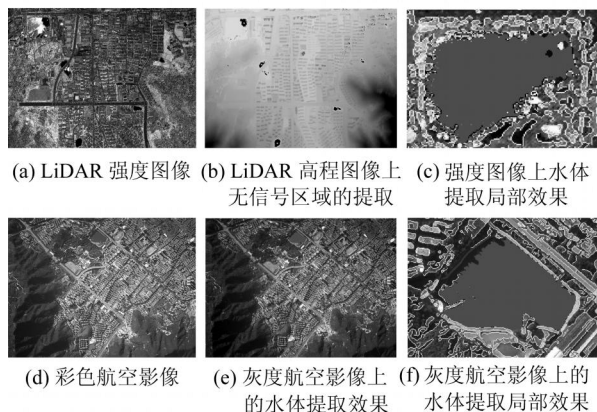 (a) LiDAR 强度图像
(b) LiDAR 高程图像上
无信号区域的提取
(c) 强度图像上水体
提取局部效果
(d) 彩色航空影像
(e) 灰度航空影像上
的水体提取效果
(f) 灰度航空影像上的
水体提取局部效果